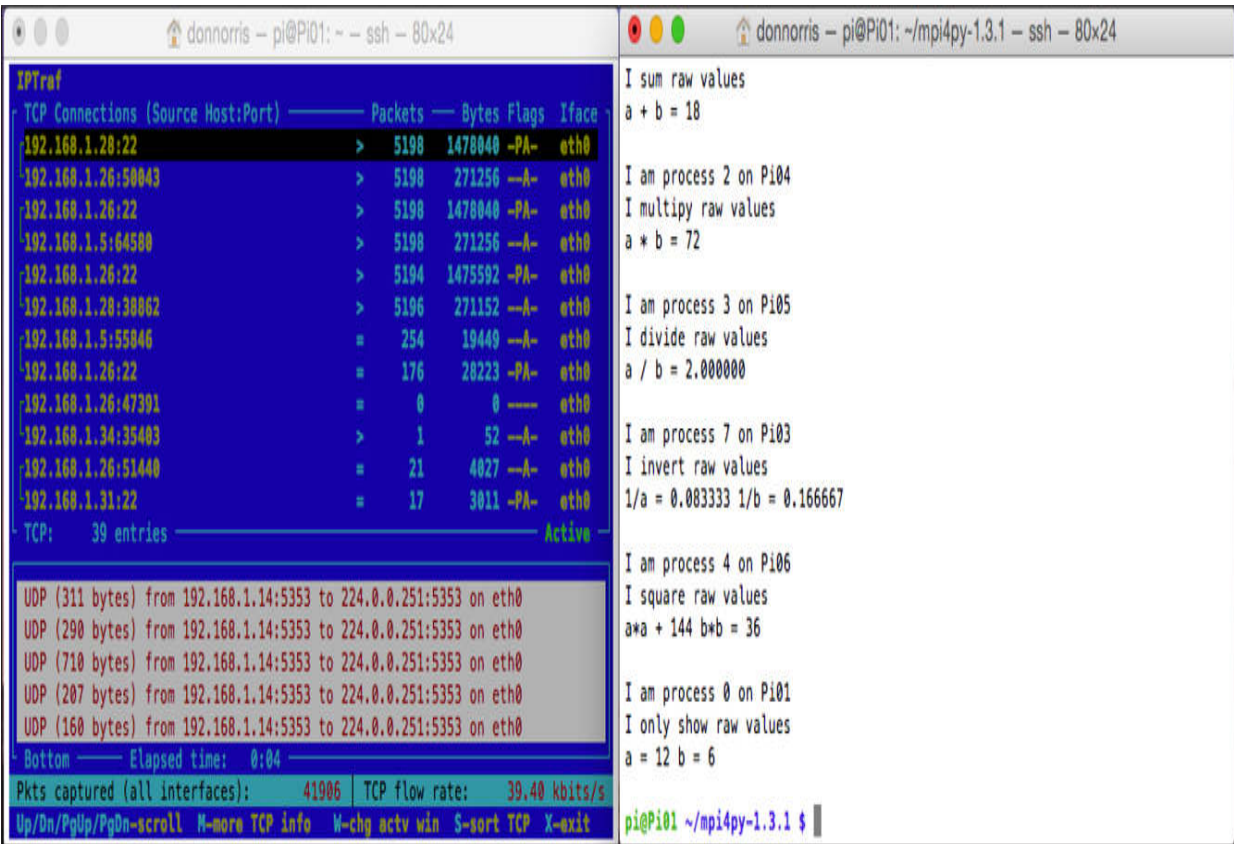 donnorris — pi@Pi01: ~ — ssh — 80×24
IPTraf
TCP Connections (Source Host:Port) Packets Bytes Flags Iface
192.168.1.28:22 > 5198 1478040 -PA- eth0
192.168.1.26:50043 > 5198 271256 --A- eth0
192.168.1.26:22 > 5198 1478040 -PA- eth0
192.168.1.5:64580 > 5198 271256 --A- eth0
192.168.1.26:22 > 5194 1475592 -PA- eth0
192.168.1.28:38862 > 5196 271152 --A- eth0
192.168.1.5:55846 = 254 19449 --A- eth0
192.168.1.26:22 = 176 28223 -PA- eth0
192.168.1.26:47391 = 0 0 ---- eth0
192.168.1.34:35403 > 1 52 --A- eth0
192.168.1.26:51440 = 21 4027 --A- eth0
192.168.1.31:22 = 17 3011 -PA- eth0
TCP: 39 entries Active
UDP (311 bytes) from 192.168.1.14:5353 to 224.0.0.251:5353 on eth0
UDP (290 bytes) from 192.168.1.14:5353 to 224.0.0.251:5353 on eth0
UDP (710 bytes) from 192.168.1.14:5353 to 224.0.0.251:5353 on eth0
UDP (207 bytes) from 192.168.1.14:5353 to 224.0.0.251:5353 on eth0
UDP (160 bytes) from 192.168.1.14:5353 to 224.0.0.251:5353 on eth0
Bottom Elapsed time: 0:04
Pkts captured (all interfaces): 41906 TCP flow rate: 39.40 kbits/s
Up/Dn/PgUp/PgDn-scroll M-more TCP info W-chg actv win S-sort TCP X-exit
donnorris — pi@Pi01: ~/mpi4py-1.3.1 — ssh — 80×24
I sum raw values
a + b = 18
I am process 2 on Pi04
I multipy raw values
a * b = 72
I am process 3 on Pi05
I divide raw values
a / b = 2.000000
I am process 7 on Pi03
I invert raw values
1/a = 0.083333 1/b = 0.166667
I am process 4 on Pi06
I square raw values
a*a + 144 b*b = 36
I am process 0 on Pi01
I only show raw values
a = 12 b = 6
pi@Pi01 ~/mpi4py-1.3.1 $